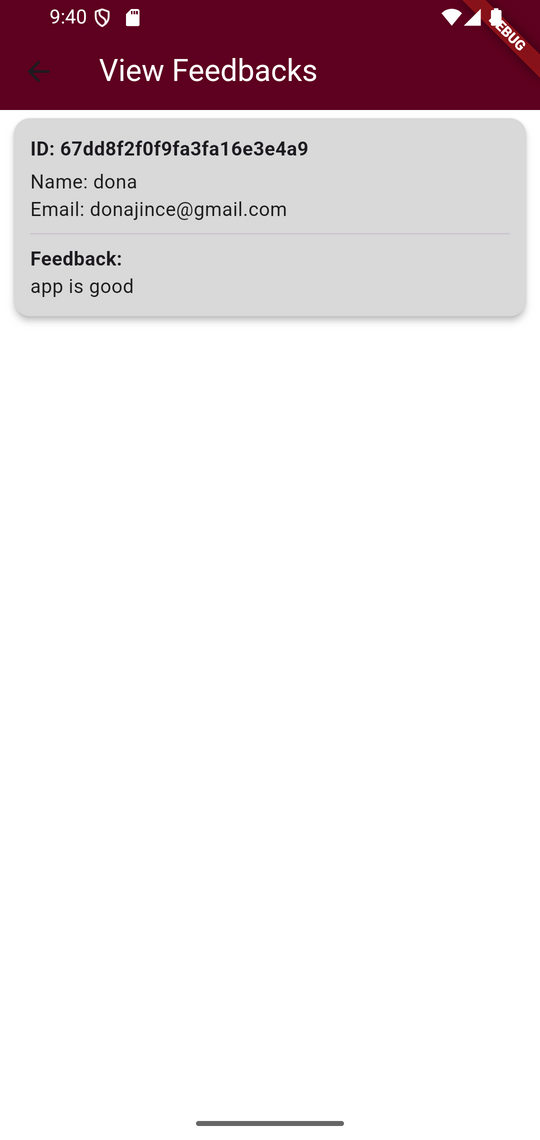 9:40
DEBUG
View Feedbacks
ID: 67dd8f2f0f9fa3fa16e3e4a9
Name: dona
Email: donajince@gmail.com
Feedback:
app is good